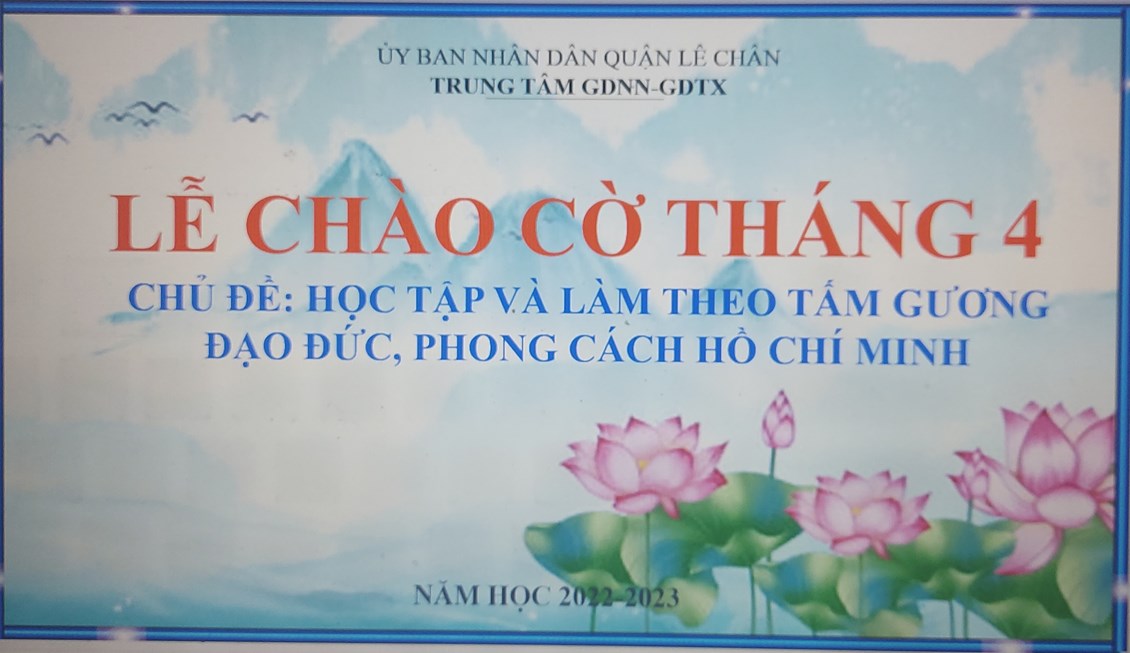 ỦY BAN NHÂN DÂN QUẬN LÊ CHÂN
TRUNG TÂM GDNN-GDTX
LỄ CHÀO CỜ THÁNG 4
CHỦ ĐỀ: HỌC TẬP VÀ LÀM THEO TẤM GƯƠNG
ĐẠO ĐỨC, PHONG CÁCH HỒ CHÍ MINH
NĂM HỌC 2022-2023